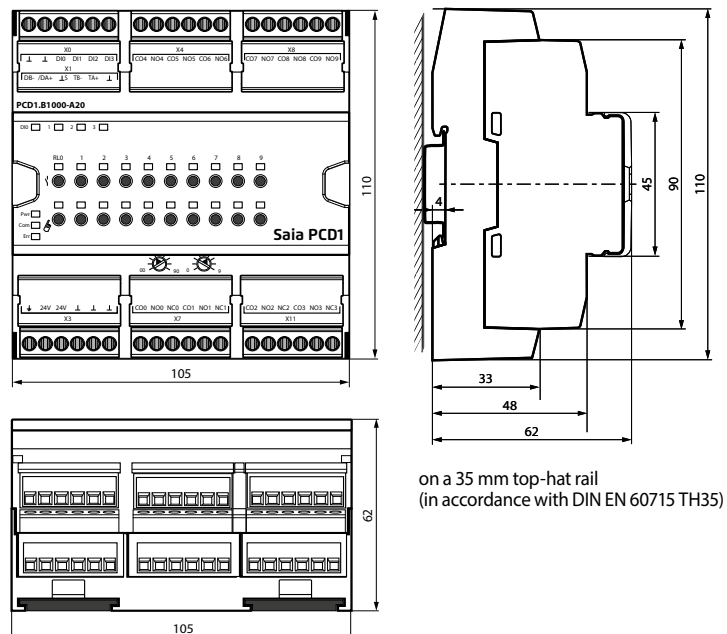 X0 X4 X8
⊥ ⊥ DI0 DI1 DI2 DI3 CO4 NO4 CO5 NO5 CO6 NO6 CO7 NO7 CO8 NO8 CO9 NO9
X1
DB- /DA+ ⊥S TB- TA+ ⊥
PCD1.B1000-A20
DI0 1 2 3
RL0 1 2 3 4 5 6 7 8 9
Pwr
Com
Err
Saia PCD1
00 90 0 9
⏚ 24V 24V ⊥ ⊥ ⊥ CO0 NO0 NC0 CO1 NO1 NC1 CO2 NO2 NC2 CO3 NO3 NC3
X3 X7 X11
105
110
4
45
90
110
33
48
62
on a 35 mm top-hat rail
(in accordance with DIN EN 60715 TH35)
62
105